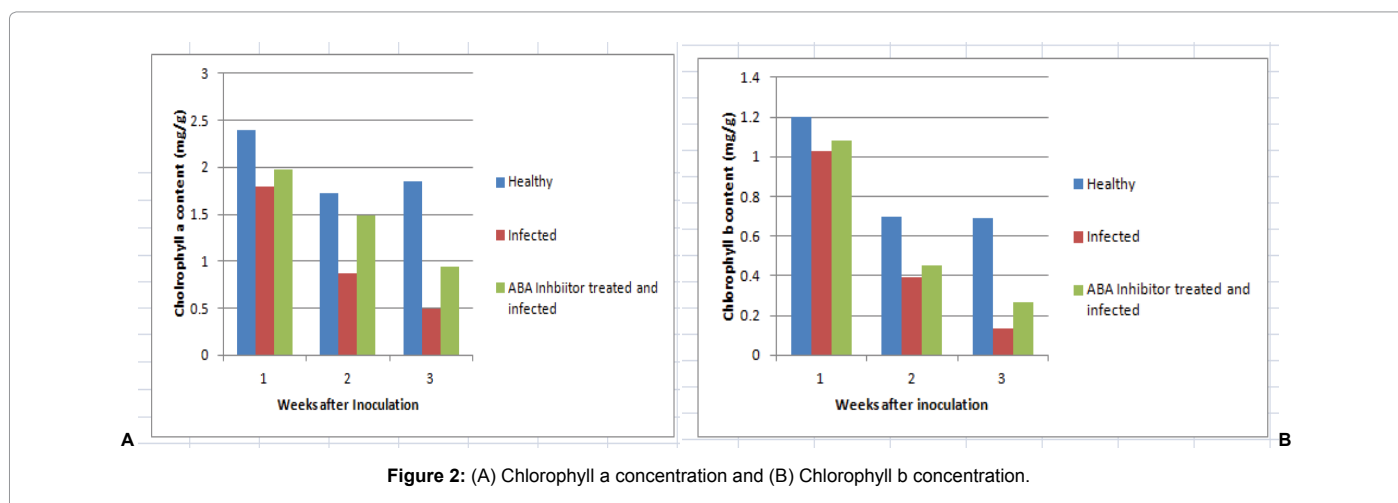 3
2.5
2
1.5
1
0.5
0
Cholrophyll a content (mg/g)
1 2 3
Weeks after Inoculation
Healthy
Infected
ABA Inhbiitor treated and
infected
A
1.4
1.2
1
0.8
0.6
0.4
0.2
0
Chlorophyll b content (mg/g)
1 2 3
Weeks after inoculation
Healthy
Infected
ABA Inhibitor treated and
infected
B
Figure 2: (A) Chlorophyll a concentration and (B) Chlorophyll b concentration.